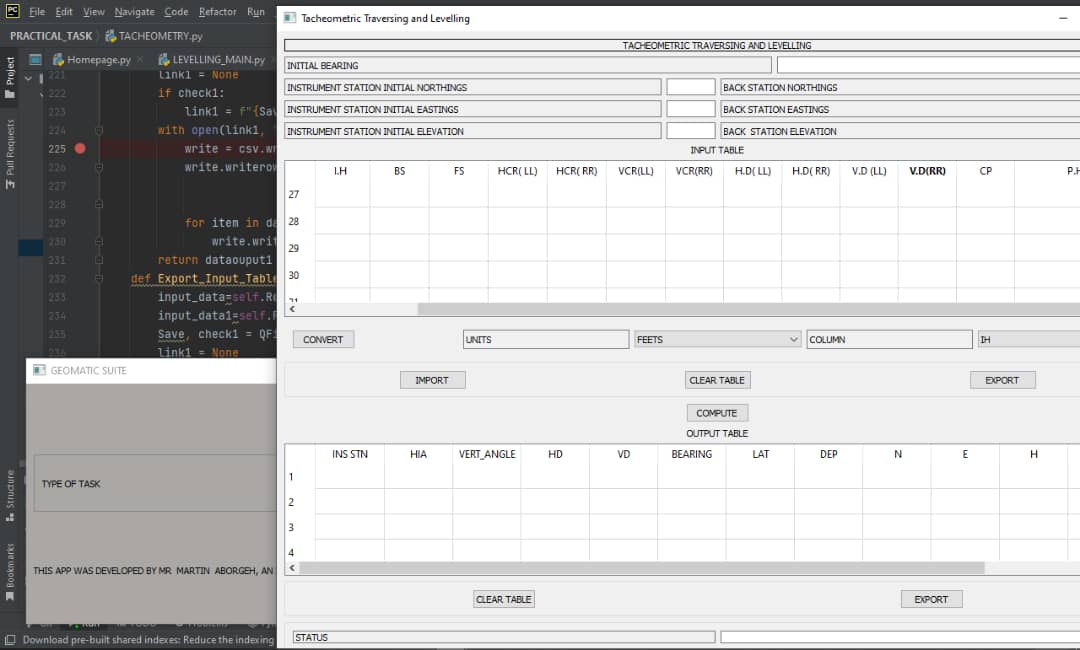 PC File Edit View Navigate Code Refactor Run
PRACTICAL_TASK TACHEOMETRY.py
Homepage.py LEVELLING_MAIN.py
Project
Pull Requests
Structure
Bookmarks
221 link1 = None
222 if check1:
223 link1 = f"{Sav
224 with open(link1,
225 write = csv.wr
226 write.writerow
227
228
229 for item in da
230 write.writ
231 return dataouput1
232 def Export_Input_Table
233 input_data=self.Re
234 input_data1=self.R
235 Save, check1 = QFi
236 link1 = None
GEOMATIC SUITE
TYPE OF TASK
THIS APP WAS DEVELOPED BY MR MARTIN ABORGEH, AN
Download pre-built shared indexes: Reduce the indexing
Tacheometric Traversing and Levelling
TACHEOMETRIC TRAVERSING AND LEVELLING
INITIAL BEARING
INSTRUMENT STATION INITIAL NORTHINGS BACK STATION NORTHINGS
INSTRUMENT STATION INITIAL EASTINGS BACK STATION EASTINGS
INSTRUMENT STATION INITIAL ELEVATION BACK STATION ELEVATION
INPUT TABLE
I.H BS FS HCR( LL) HCR( RR) VCR(LL) VCR(RR) H.D( LL) H.D( RR) V.D (LL) V.D(RR) CP P.H
27
28
29
30
31
CONVERT UNITS FEETS COLUMN IH
IMPORT CLEAR TABLE EXPORT
COMPUTE
OUTPUT TABLE
INS STN HIA VERT_ANGLE HD VD BEARING LAT DEP N E H
1
2
3
4
CLEAR TABLE EXPORT
STATUS